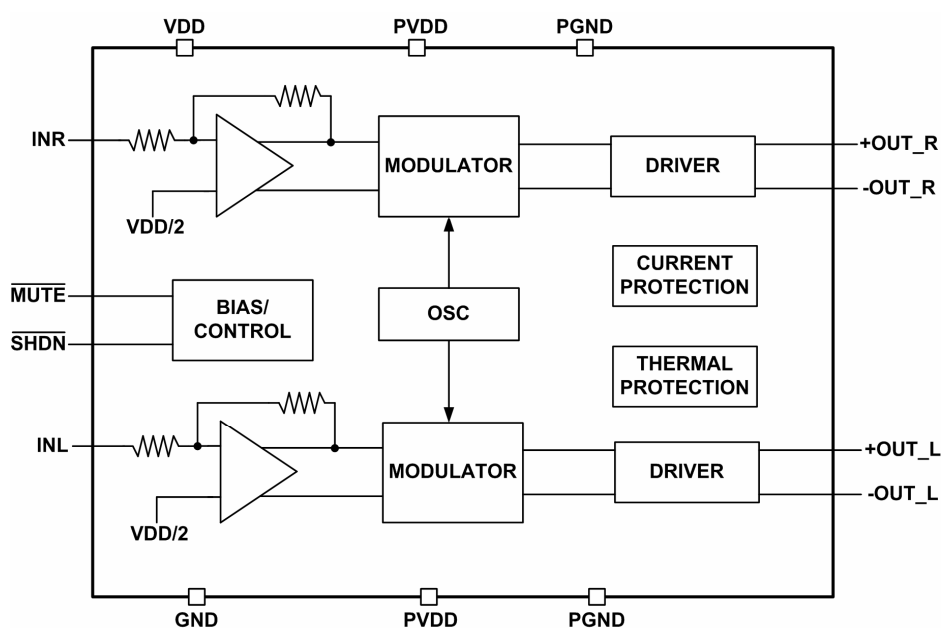 VDD
PVDD
PGND
INR
MODULATOR
DRIVER
+OUT_R
-OUT_R
VDD/2
CURRENT
PROTECTION
MUTE
SHDN
BIAS/
CONTROL
OSC
THERMAL
PROTECTION
INL
MODULATOR
DRIVER
+OUT_L
-OUT_L
VDD/2
GND
PVDD
PGND